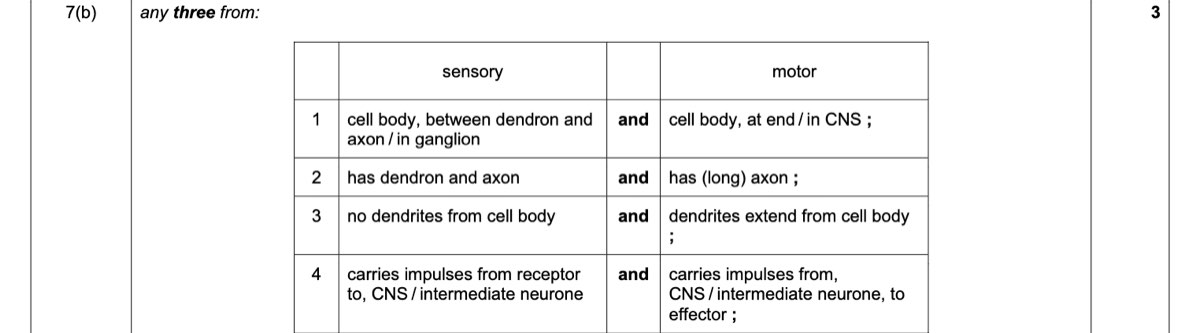 7(b) any three from: 3
sensory motor
1 cell body, between dendron and and cell body, at end / in CNS ;
axon / in ganglion
2 has dendron and axon and has (long) axon ;
3 no dendrites from cell body and dendrites extend from cell body
;
4 carries impulses from receptor and carries impulses from,
to, CNS / intermediate neurone CNS / intermediate neurone, to
effector ;